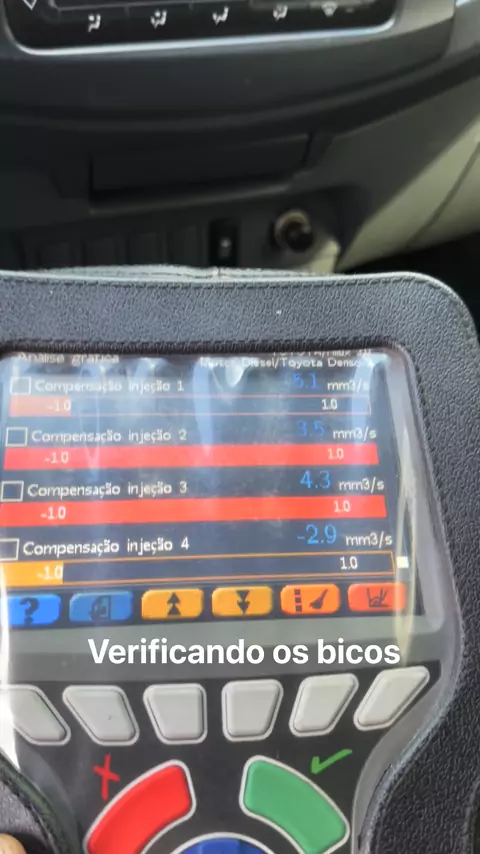 Análise gráfica
Motor Diesel/Toyota Denso
Compensação injeção 1 -5.1 mm3/s
-1.0 1.0
Compensação injeção 2 3.5 mm3/s
-1.0 1.0
Compensação injeção 3 4.3 mm3/s
-1.0 1.0
Compensação injeção 4 -2.9 mm3/s
-1.0 1.0
?
Verificando os bicos